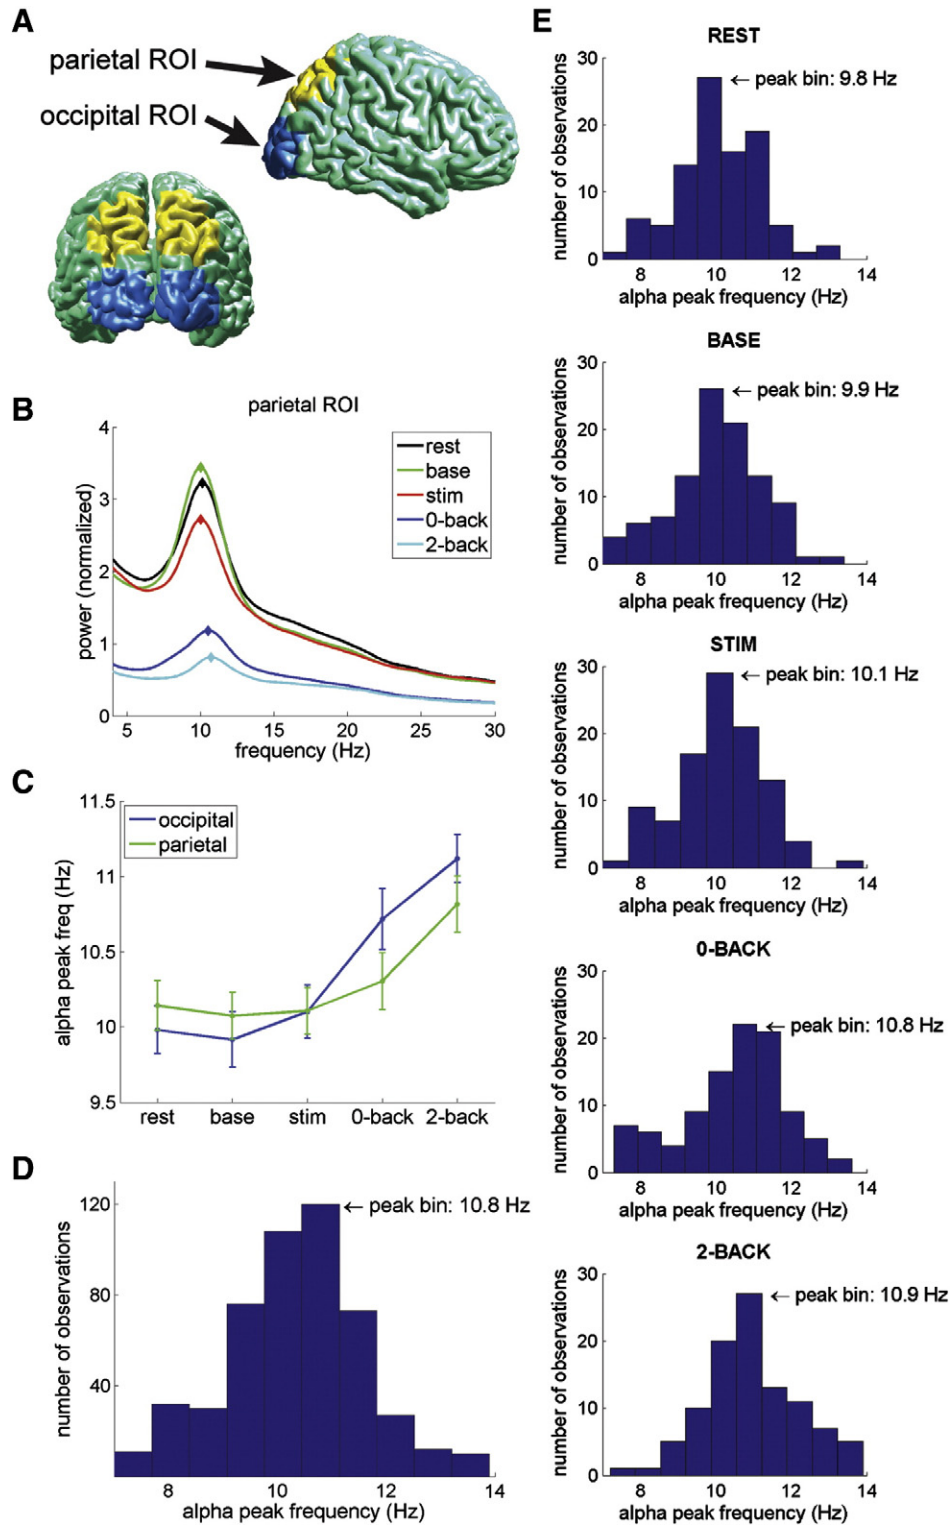 A
parietal ROI
occipital ROI
B
parietal ROI
4
3
2
1
0
power (normalized)
rest
base
stim
0-back
2-back
5
10
15
20
25
30
frequency (Hz)
C
11.5
11
10.5
10
9.5
alpha peak freq (Hz)
occipital
parietal
rest
base
stim
0-back
2-back
D
120
80
40
number of observations
← peak bin: 10.8 Hz
8
10
12
14
alpha peak frequency (Hz)
E
REST
30
20
10
0
number of observations
← peak bin: 9.8 Hz
8
10
12
14
alpha peak frequency (Hz)
BASE
30
20
10
0
number of observations
← peak bin: 9.9 Hz
8
10
12
14
alpha peak frequency (Hz)
STIM
30
20
10
0
number of observations
← peak bin: 10.1 Hz
8
10
12
14
alpha peak frequency (Hz)
0-BACK
30
20
10
0
number of observations
← peak bin: 10.8 Hz
8
10
12
14
alpha peak frequency (Hz)
2-BACK
30
20
10
0
number of observations
← peak bin: 10.9 Hz
8
10
12
14
alpha peak frequency (Hz)